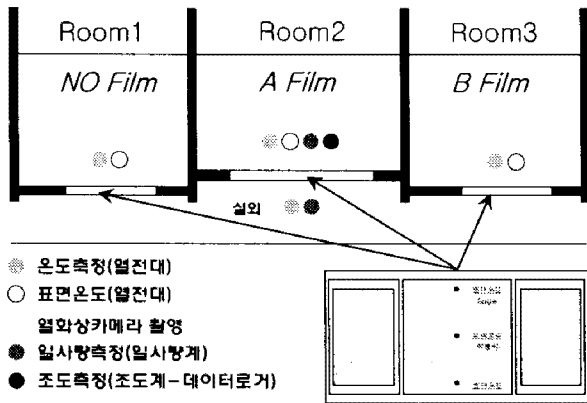 Room1 Room2 Room3
NO Film A Film B Film
실외
온도측정(열전대)
표면온도(열전대)
열화상카메라 촬영
일사량측정(일사량계)
조도측정(조도계-데이터로거)